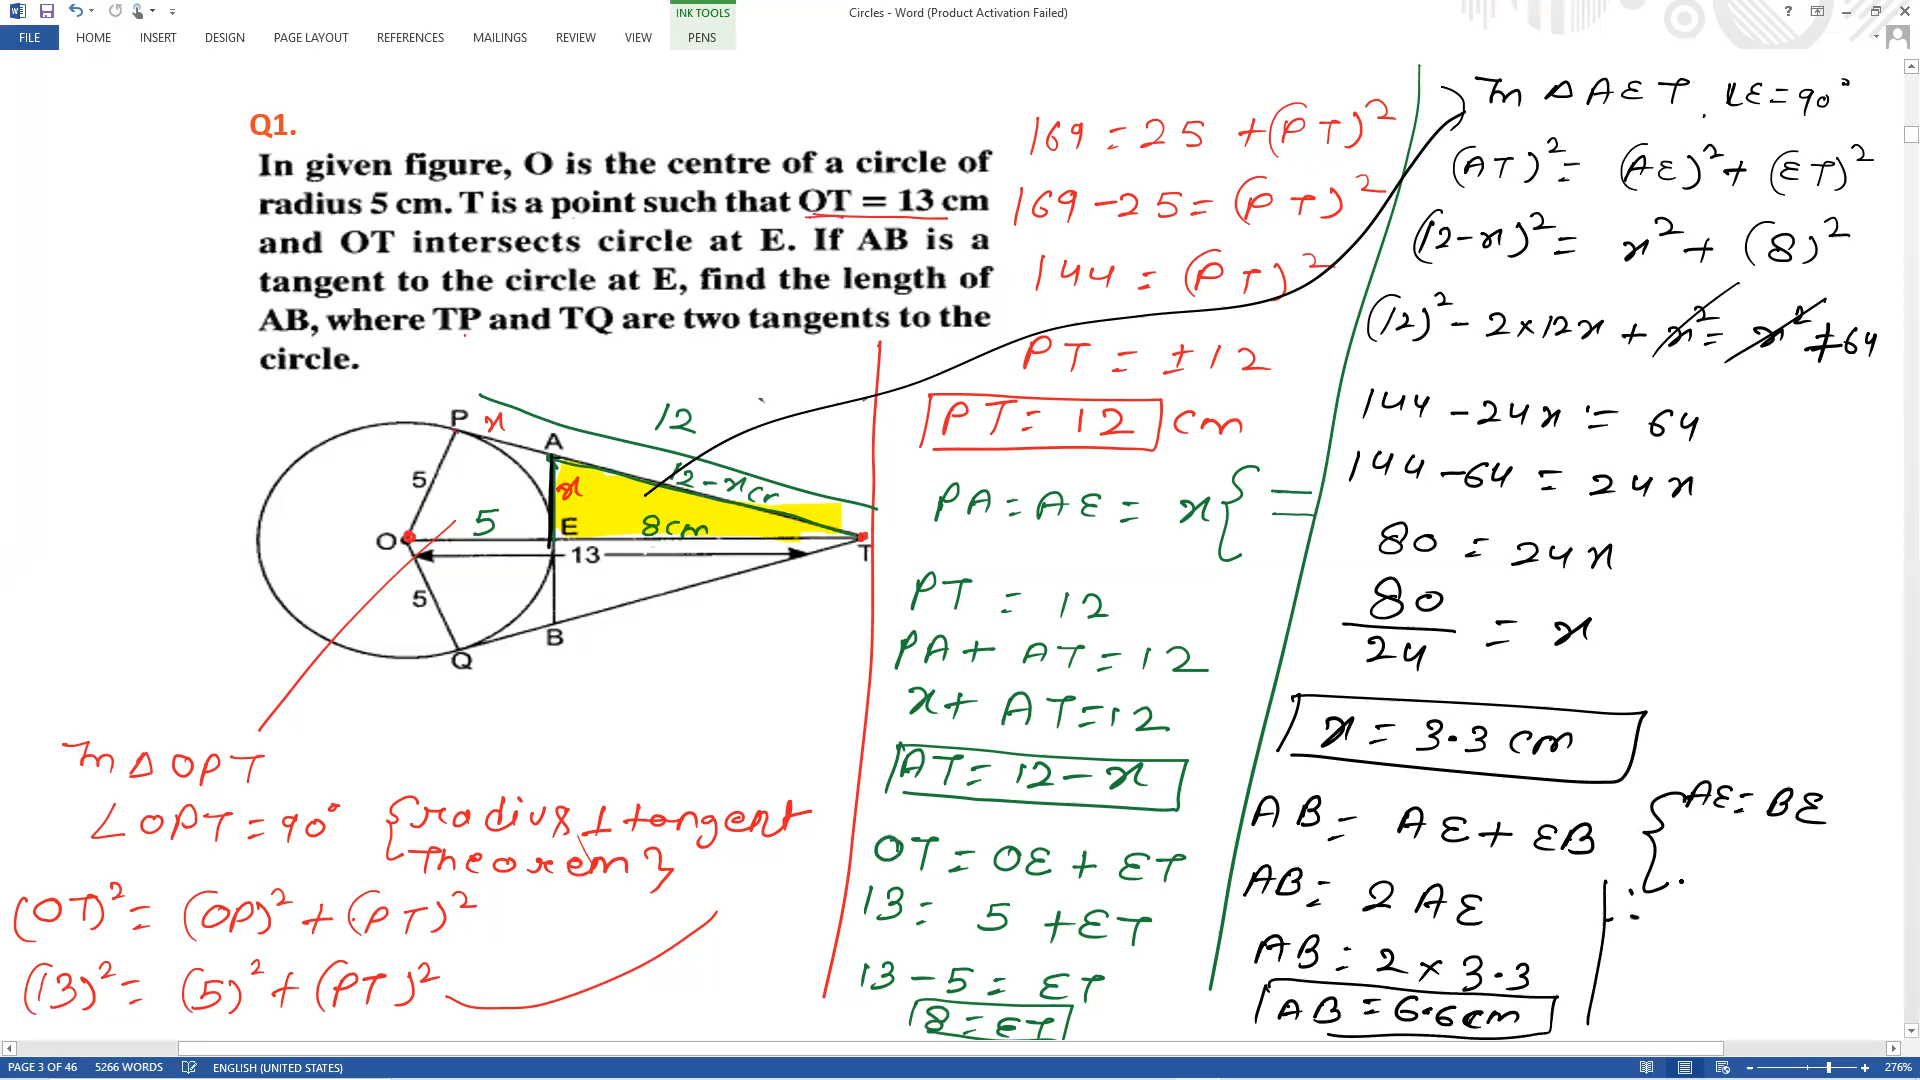 INK TOOLS
Circles - Word (Product Activation Failed)
FILE HOME INSERT DESIGN PAGE LAYOUT REFERENCES MAILINGS REVIEW VIEW PENS
Q1.
In given figure, O is the centre of a circle of
radius 5 cm. T is a point such that OT = 13 cm
and OT intersects circle at E. If AB is a
tangent to the circle at E, find the length of
AB, where TP and TQ are two tangents to the
circle.
P x A 12
5 x 12-x cm
O 5 E 8cm T
13
5
B
Q
In △ OPT
∠OPT = 90° {radius ⊥ tangent
Theorem}
(OT)² = (OP)² + (PT)²
(13)² = (5)² + (PT)²
169 = 25 + (PT)²
169 - 25 = (PT)²
144 = (PT)²
PT = ±12
PT = 12 cm
PA = AE = x { =
PT = 12
PA + AT = 12
x + AT = 12
AT = 12 - x
OT = OE + ET
13 = 5 + ET
13 - 5 = ET
8 = ET
In △ AET, ∠E = 90°
(AT)² = (AE)² + (ET)²
(12-x)² = x² + (8)²
(12)² - 2×12x + x² = x² + 64
144 - 24x = 64
144 - 64 = 24x
80 = 24x
80/24 = x
x = 3.3 cm
AB = AE + EB { AE = BE
AB = 2 AE
AB = 2 × 3.3
AB = 6.6cm
PAGE 3 OF 46 5266 WORDS ENGLISH (UNITED STATES) 276%